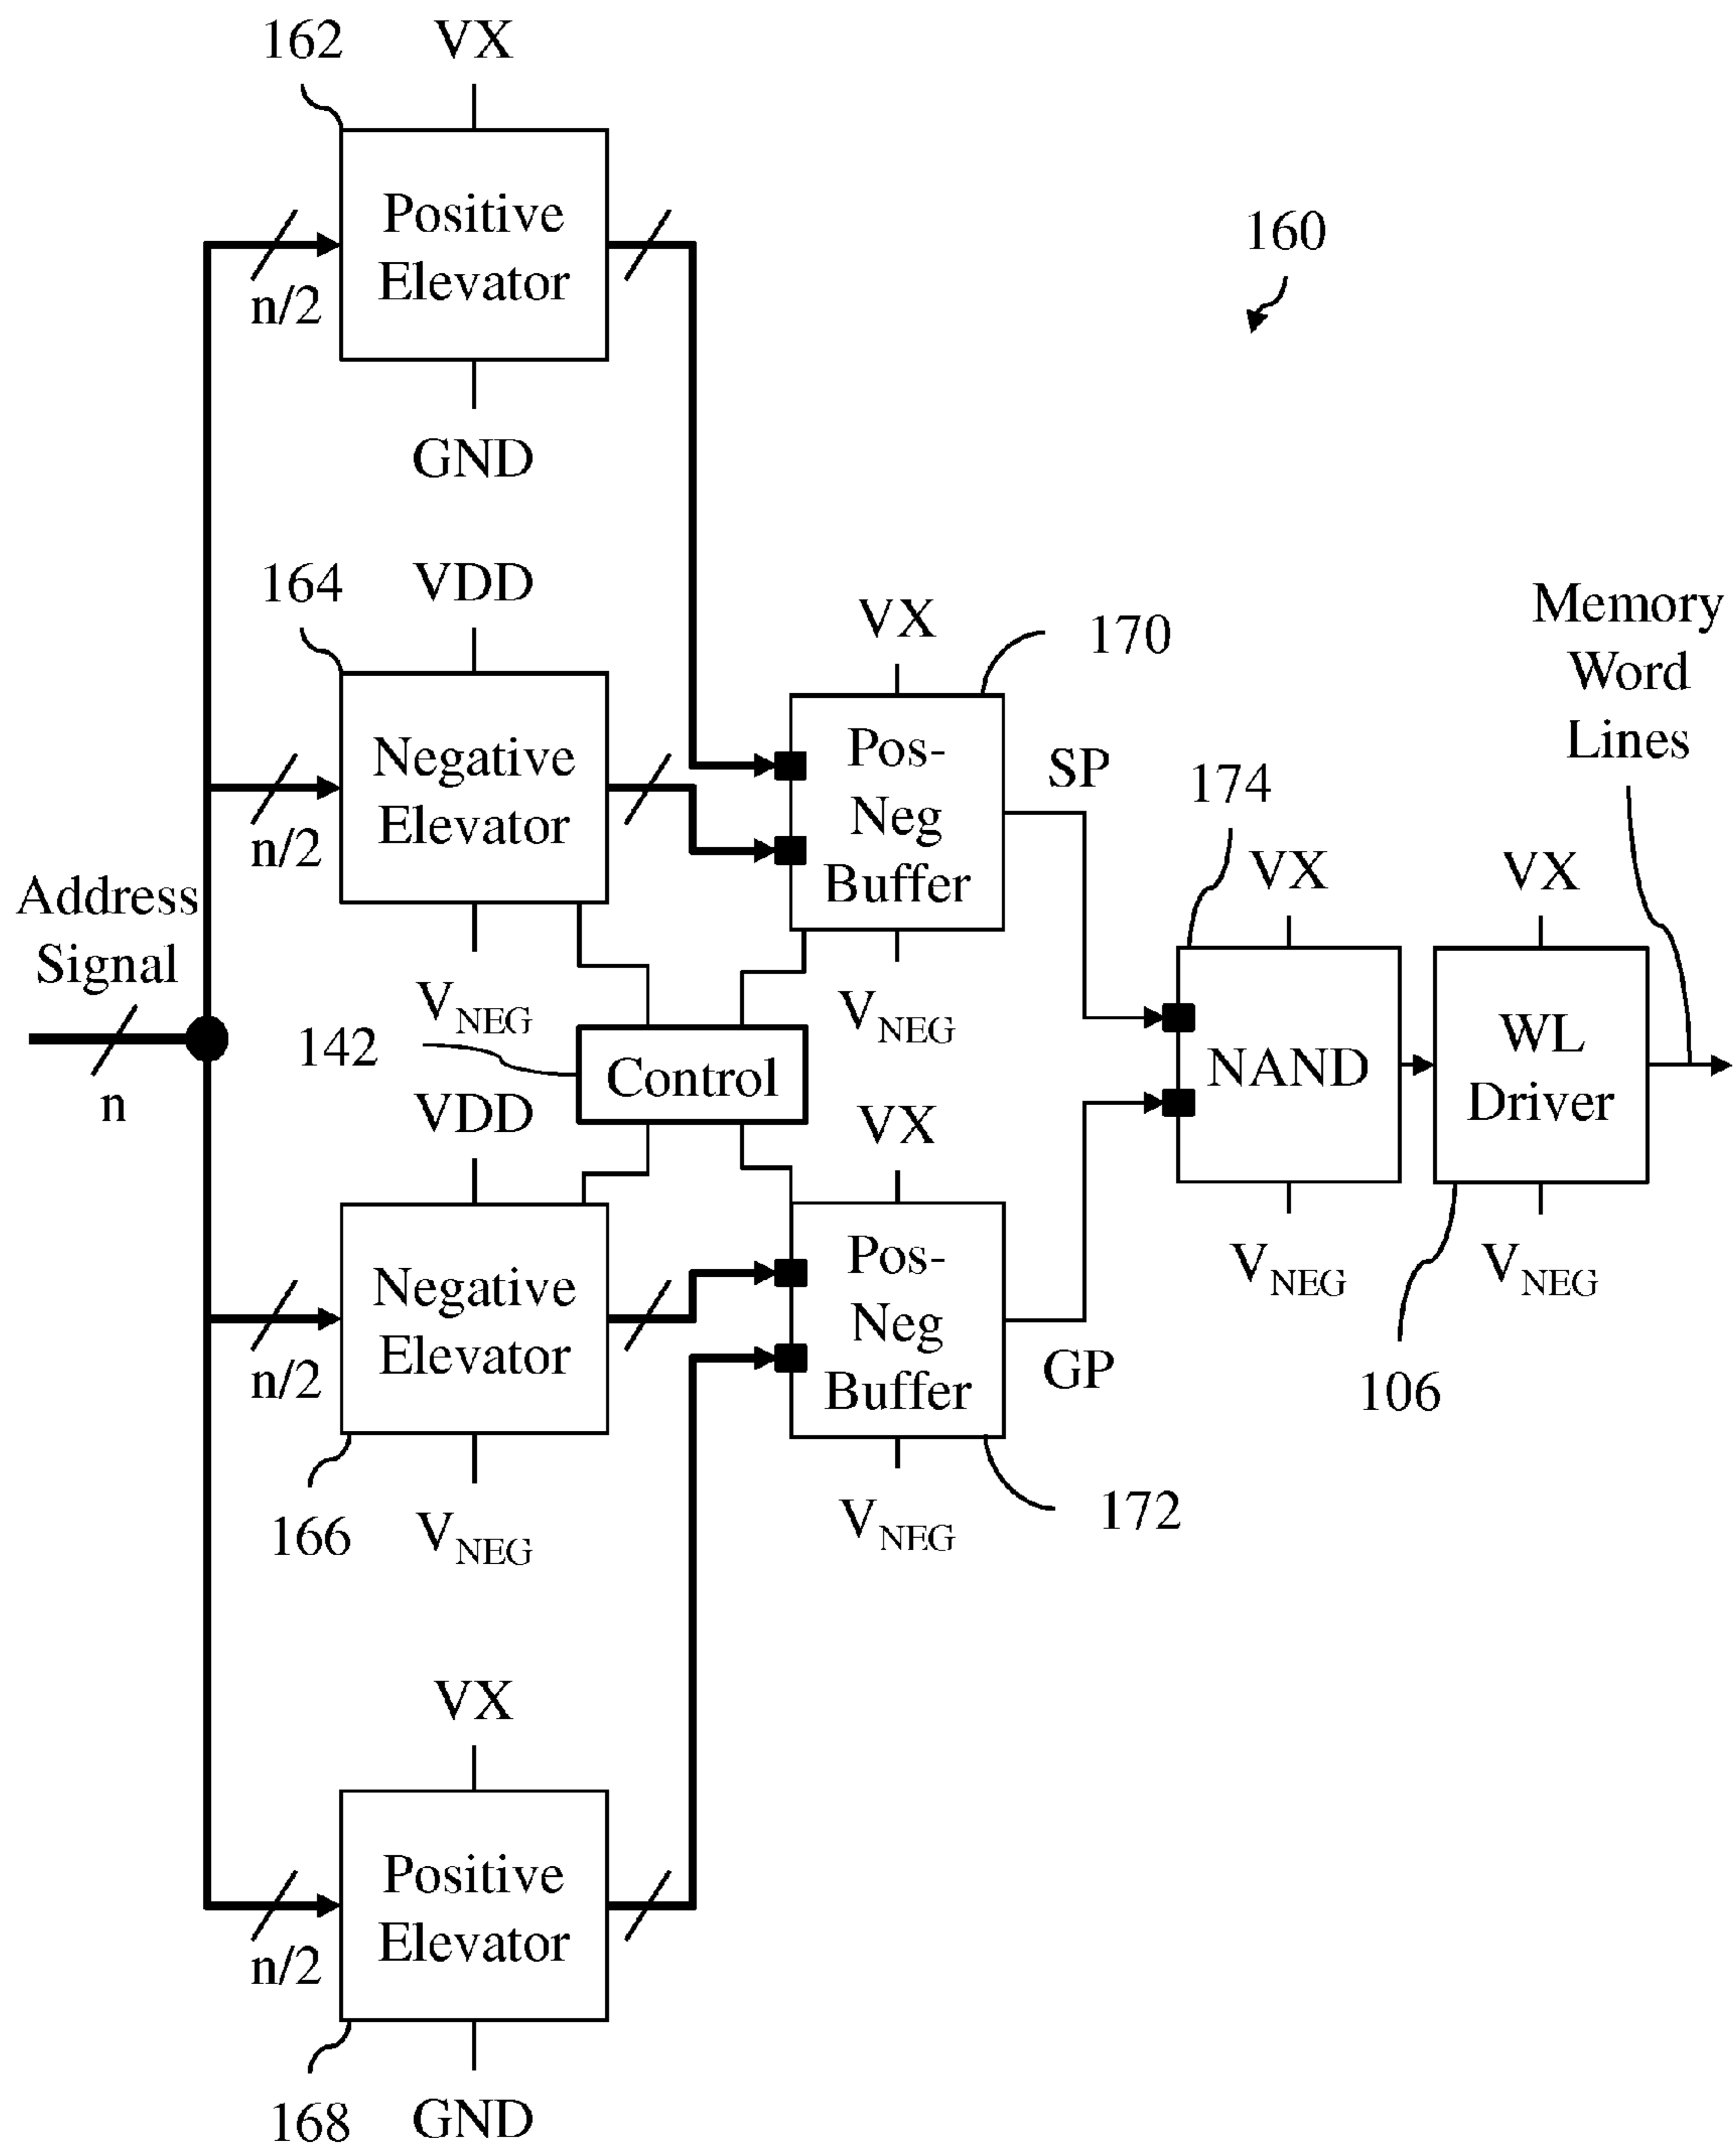 162
VX
Positive
Elevator
n/2
GND
160
164
VDD
Negative
Elevator
n/2
VNEG
VX
170
Pos-
Neg
Buffer
VNEG
SP
Memory
Word
Lines
174
VX
NAND
VNEG
VX
WL
Driver
VNEG
106
Address
Signal
n
142
Control
VDD
Negative
Elevator
n/2
166
VNEG
VX
Pos-
Neg
Buffer
VNEG
GP
172
VX
Positive
Elevator
n/2
168
GND